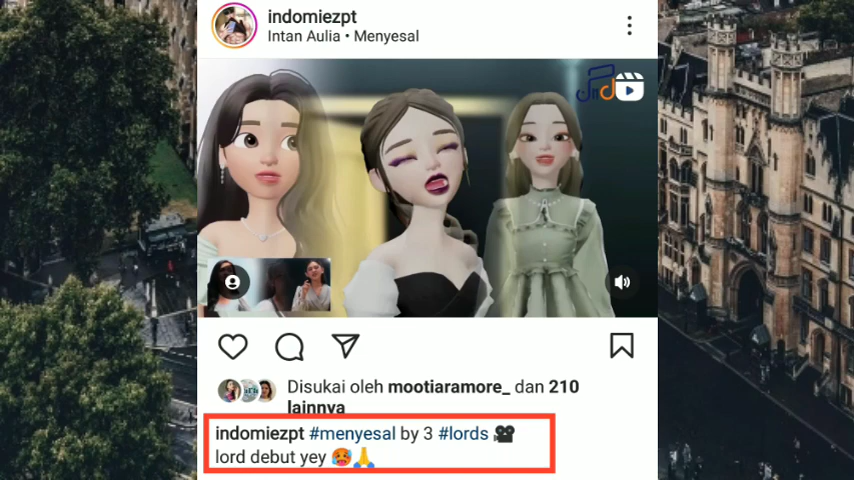 indomiezpt
Intan Aulia • Menyesal
Disukai oleh mootiaramore_ dan 210
lainnya
indomiezpt #menyesal by 3 #lords 🎥
lord debut yey 🥵🙏